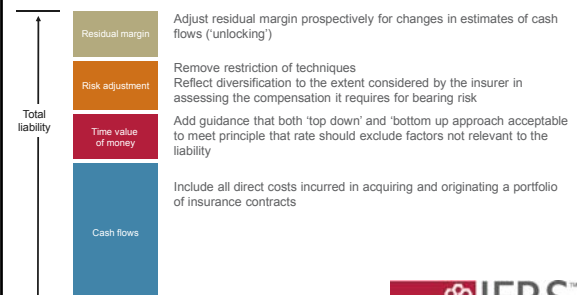 Residual margin
Adjust residual margin prospectively for changes in estimates of cash
flows (‘unlocking’)
Risk adjustment
Remove restriction of techniques
Reflect diversification to the extent considered by the insurer in
assessing the compensation it requires for bearing risk
Total
liability
Time value
of money
Add guidance that both ‘top down’ and ‘bottom up approach acceptable
to meet principle that rate should exclude factors not relevant to the
liability
Include all direct costs incurred in acquiring and originating a portfolio
of insurance contracts
Cash flows
IFRS™